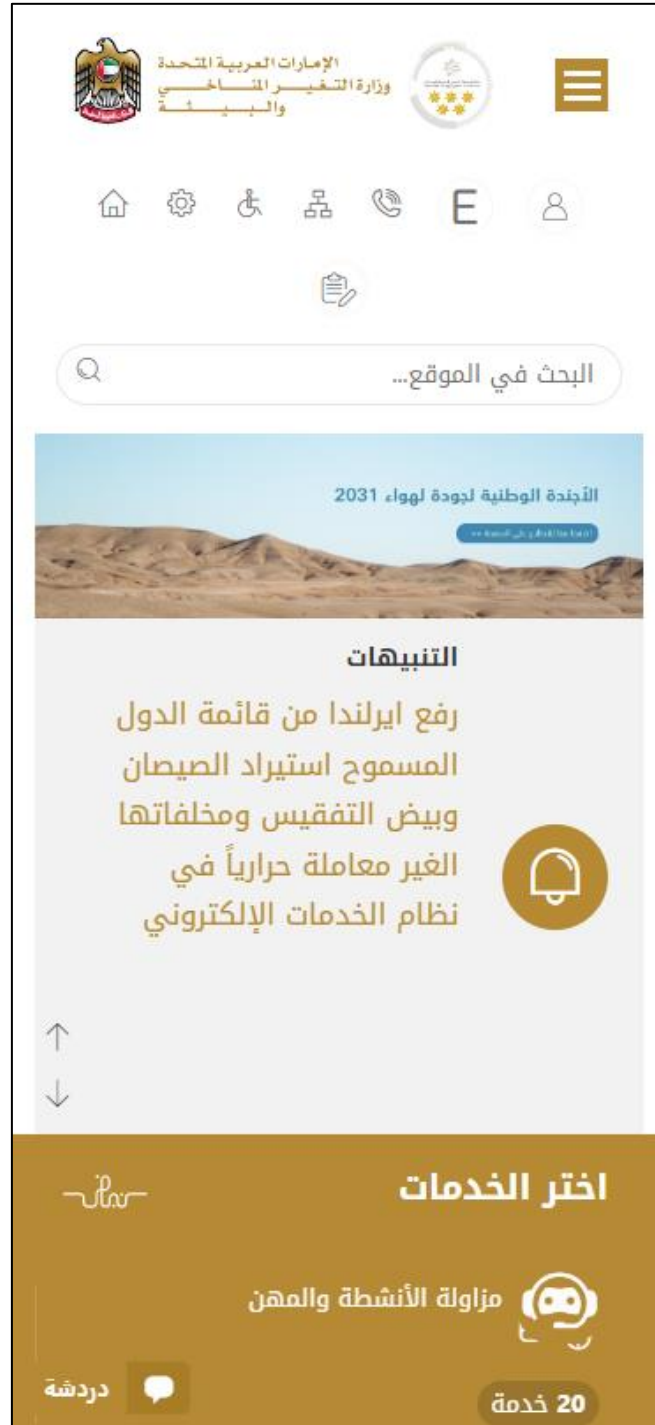 الإمارات العربية المتحدة
وزارة التغيير المناخي
والبيئة
E
البحث في الموقع...
الأجندة الوطنية لجودة لهواء 2031
التنبيهات
رفع ايرلندا من قائمة الدول
المسموح استيراد الصيصان
وبيض التفقيس ومخلفاتها
الغير معاملة حرارياً في
نظام الخدمات الإلكتروني
اختر الخدمات
مزاولة الأنشطة والمهن
20 خدمة
دردشة